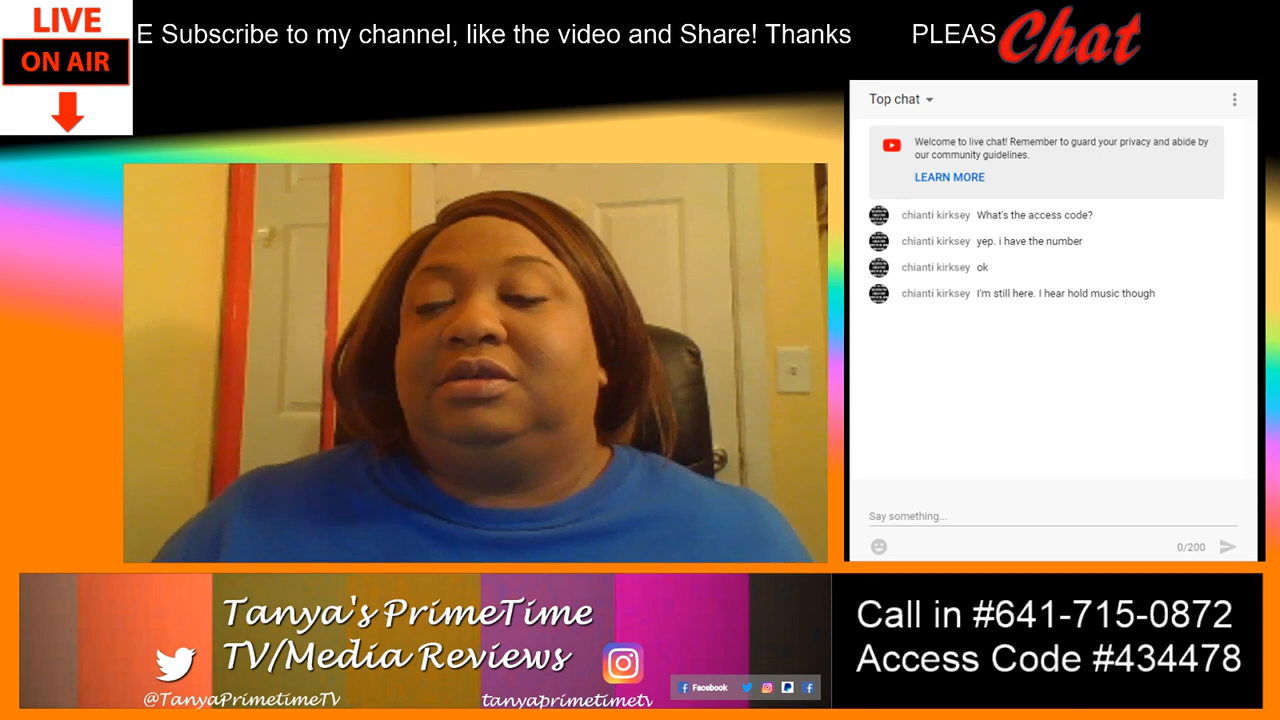 LIVE
ON AIR
E Subscribe to my channel, like the video and Share! Thanks
PLEAS
Chat
Top chat
Welcome to live chat! Remember to guard your privacy and abide by
our community guidelines.
LEARN MORE
chianti kirksey What's the access code?
chianti kirksey yep. i have the number
chianti kirksey ok
chianti kirksey I'm still here. I hear hold music though
Say something...
0/200
Tanya's PrimeTime
TV/Media Reviews
@TanyaPrimetimeTV
tanyaprimetimetv
Facebook
Call in #641-715-0872
Access Code #434478